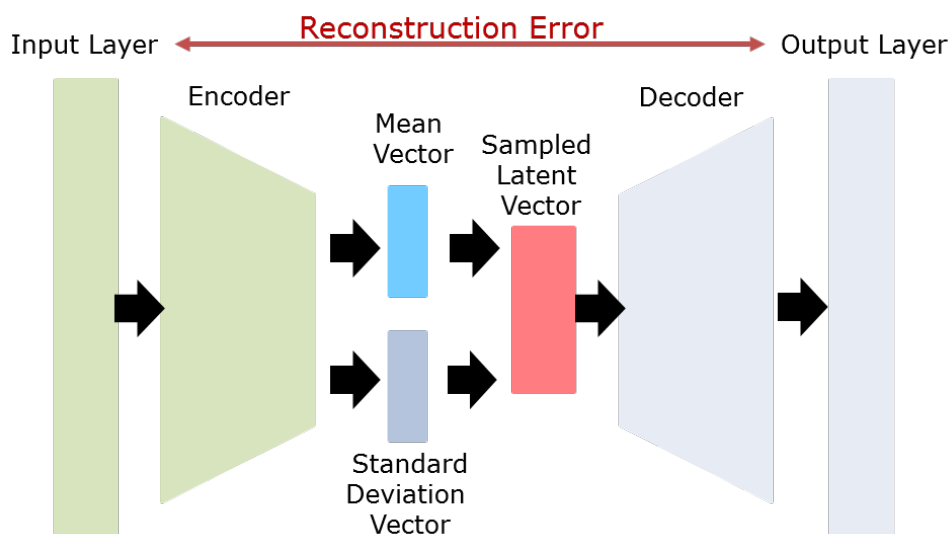 Reconstruction Error
Input Layer
Output Layer
Encoder
Decoder
Mean
Vector
Sampled
Latent
Vector
Standard
Deviation
Vector